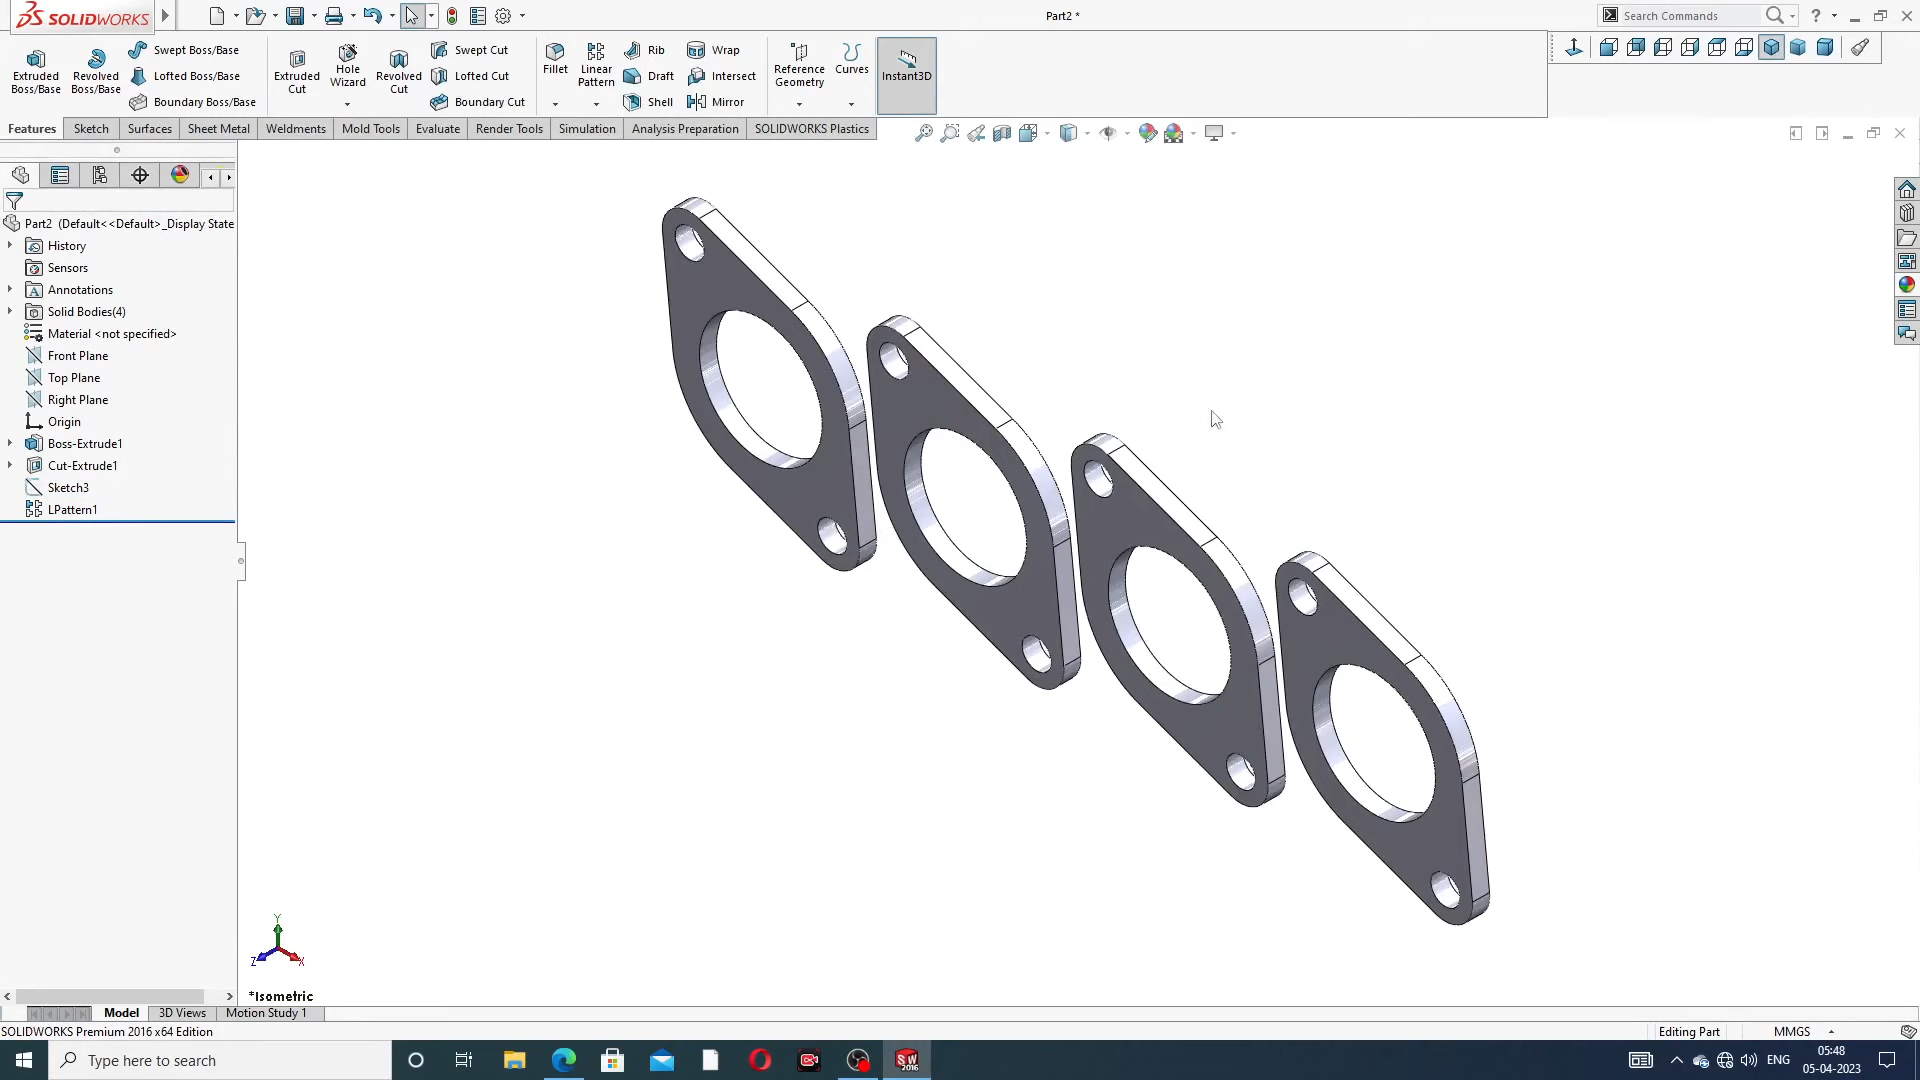 SOLIDWORKS
Part2 *
Search Commands
Extruded Boss/Base
Revolved Boss/Base
Swept Boss/Base
Lofted Boss/Base
Boundary Boss/Base
Extruded Cut
Hole Wizard
Revolved Cut
Swept Cut
Lofted Cut
Boundary Cut
Fillet
Linear Pattern
Rib
Draft
Shell
Wrap
Intersect
Mirror
Reference Geometry
Curves
Instant3D
Features
Sketch
Surfaces
Sheet Metal
Weldments
Mold Tools
Evaluate
Render Tools
Simulation
Analysis Preparation
SOLIDWORKS Plastics
Part2 (Default<<Default>_Display State
History
Sensors
Annotations
Solid Bodies(4)
Material <not specified>
Front Plane
Top Plane
Right Plane
Origin
Boss-Extrude1
Cut-Extrude1
Sketch3
LPattern1
Y
Z
X
*Isometric
Model
3D Views
Motion Study 1
SOLIDWORKS Premium 2016 x64 Edition
Editing Part
MMGS
Type here to search
SW
2016
ENG
05:48
05-04-2023